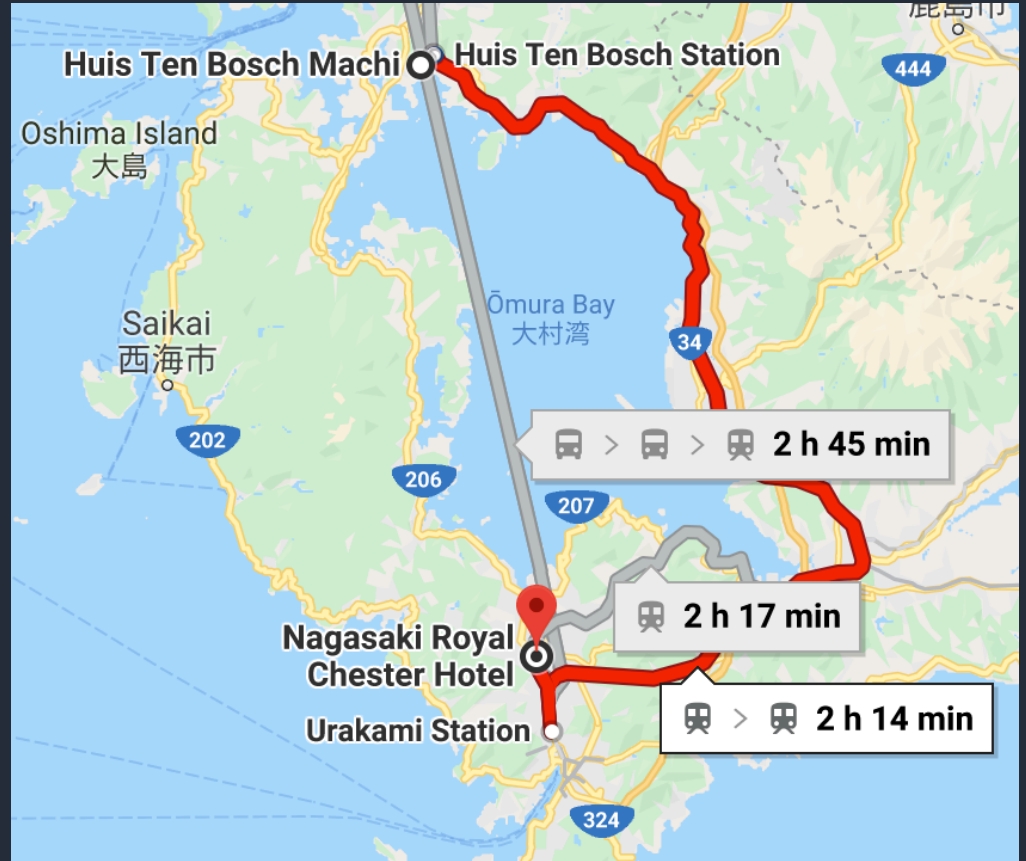 鹿島市
444
Huis Ten Bosch Machi
Huis Ten Bosch Station
Oshima Island
大島
Ōmura Bay
大村湾
Saikai
西海市
34
202
2 h 45 min
206
207
2 h 17 min
Nagasaki Royal
Chester Hotel
2 h 14 min
Urakami Station
324